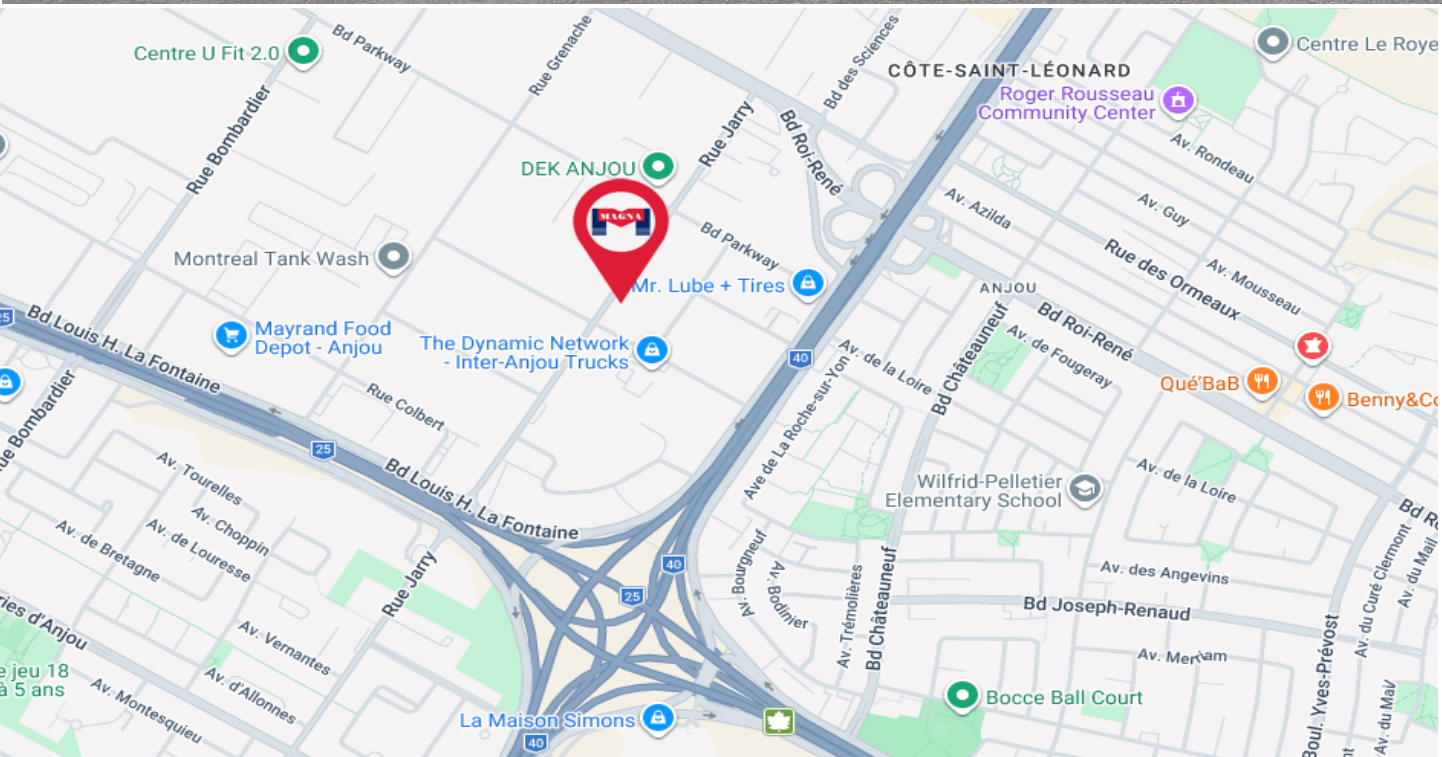 Centre U Fit 2.0
Bd Parkway
Rue Grenache
Bd des Sciences
CÔTE-SAINT-LÉONARD
Centre Le Roye
Roger Rousseau
Community Center
Rue Bombardier
DEK ANJOU
Rue Jarry
Bd Roi-René
Av. Rondeau
MAGNA
Av. Azilda
Av. Guy
Montreal Tank Wash
Bd Parkway
Rue des Ormeaux
Av. Mousseau
Mr. Lube + Tires
ANJOU
25
Bd Louis H. La Fontaine
Mayrand Food
Depot - Anjou
The Dynamic Network
- Inter-Anjou Trucks
40
Av. de la Loire
Bd Châteauneuf
Bd Roi-René
Av. de Fougeray
Qué'BaB
Benny&Co
Rue Colbert
ue Bombardier
Ave de La Roche-sur-Yon
25
Av. Tourelles
Bd Louis H. La Fontaine
Wilfrid-Pelletier
Elementary School
Av. de la Loire
Bd Ro
Av. Choppin
Av. de Louresse
Av. de Bretagne
Rue Jarry
40
25
Av. Bourgneuf
Av. Bodinier
Av. Trémolières
Bd Châteauneuf
Av. des Angevins
Bd Joseph-Renaud
Av. du Curé Clermont
Av. du Mail
ries d'Anjou
Av. Vernantes
Av. Merriam
Boul. Yves-Prévost
e jeu 18
à 5 ans
Av. d'Allonnes
Av. Montesquieu
La Maison Simons
Bocce Ball Court
40
nt
Av. du Mail